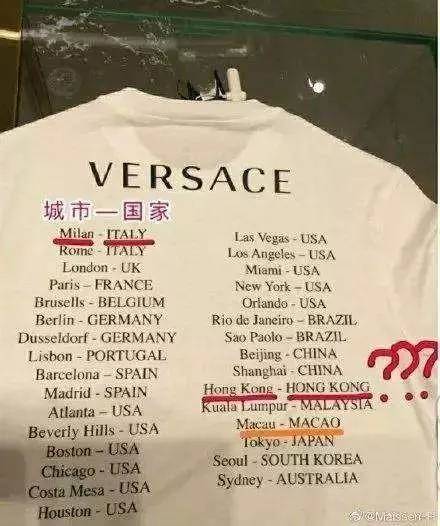 VERSACE
城市—国家
Milan - ITALY
Rome - ITALY
London - UK
Paris - FRANCE
Brusells - BELGIUM
Berlin - GERMANY
Dusseldorf - GERMANY
Lisbon - PORTUGAL
Barcelona - SPAIN
Madrid - SPAIN
Atlanta - USA
Beverly Hills - USA
Boston - USA
Chicago - USA
Costa Mesa - USA
Houston - USA
Las Vegas - USA
Los Angeles - USA
Miami - USA
New York - USA
Orlando - USA
Rio de Janeiro - BRAZIL
Sao Paolo - BRAZIL
Beijing - CHINA
Shanghai - CHINA
Hong Kong - HONG KONG
Kuala Lumpur - MALAYSIA
Macau - MACAO
Tokyo - JAPAN
Seoul - SOUTH KOREA
Sydney - AUSTRALIA
???